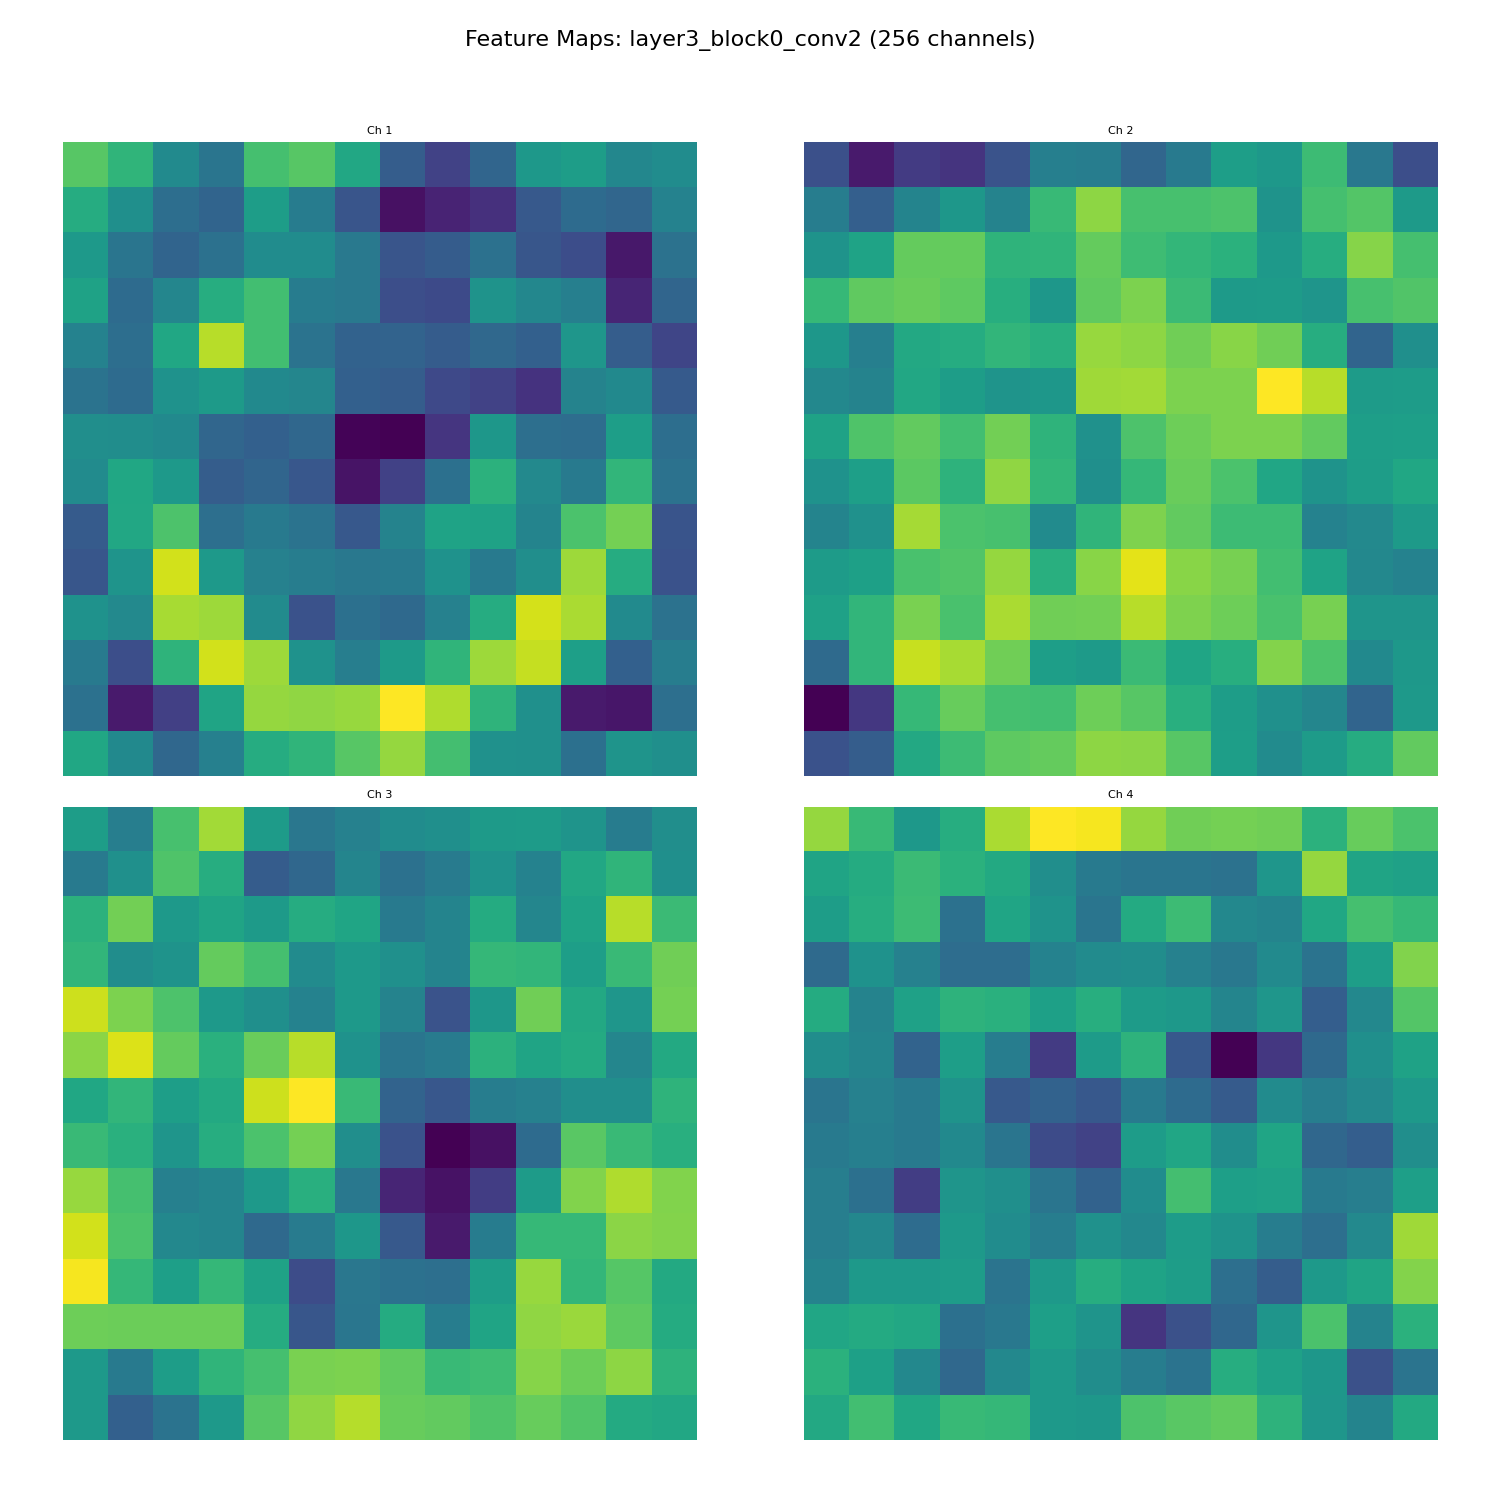 Feature Maps: layer3_block0_conv2 (256 channels)
Ch 1
Ch 2
Ch 3
Ch 4